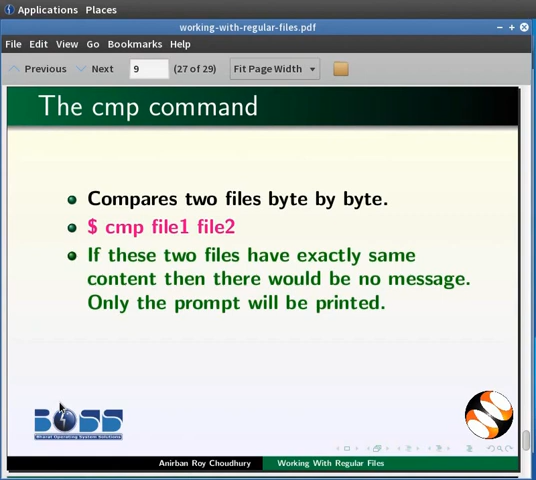 Applications Places
working-with-regular-files.pdf
File Edit View Go Bookmarks Help
Previous Next 9 (27 of 29) Fit Page Width
The cmp command
Compares two files byte by byte.
$ cmp file1 file2
If these two files have exactly same
content then there would be no message.
Only the prompt will be printed.
BOSS
Bharat Operating System Solutions
Anirban Roy Choudhury Working With Regular Files